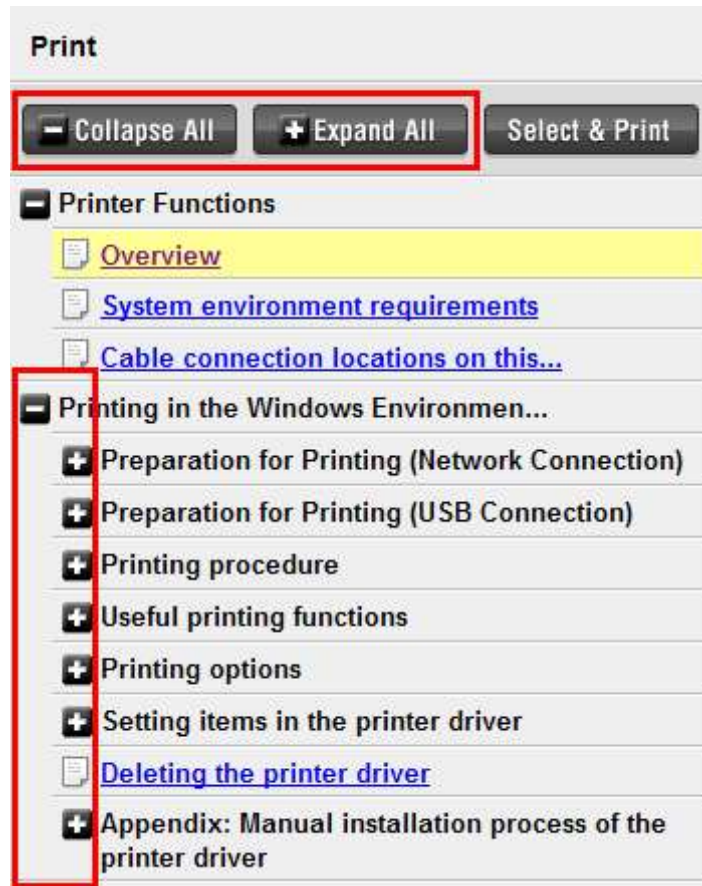 Print
Collapse All Expand All Select & Print
Printer Functions
Overview
System environment requirements
Cable connection locations on this...
Printing in the Windows Environmen...
Preparation for Printing (Network Connection)
Preparation for Printing (USB Connection)
Printing procedure
Useful printing functions
Printing options
Setting items in the printer driver
Deleting the printer driver
Appendix: Manual installation process of the
printer driver